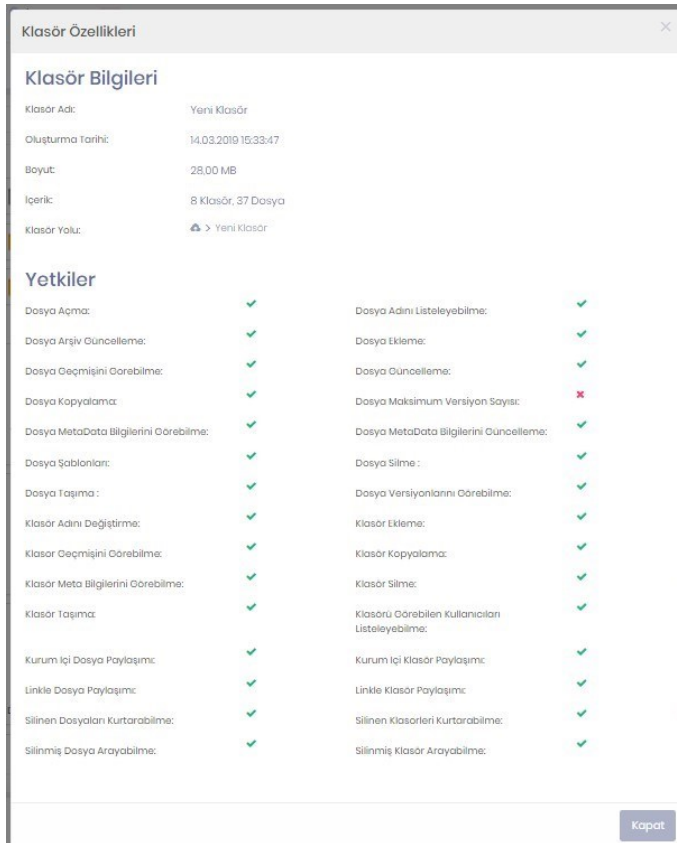 Klasör Özellikleri
Klasör Bilgileri
Klasör Adı: Yeni Klasör
Oluşturma Tarihi: 14.03.2019 15:33:47
Boyut: 28,00 MB
İçerik: 8 Klasör, 37 Dosya
Klasör Yolu: > Yeni Klasör
Yetkiler
Dosya Açma: Dosya Adını Listeleyebilme:
Dosya Arşiv Güncelleme: Dosya Ekleme:
Dosya Geçmişini Görebilme: Dosya Güncelleme:
Dosya Kopyalama: Dosya Maksimum Versiyon Sayısı:
Dosya MetaData Bilgilerini Görebilme: Dosya MetaData Bilgilerini Güncelleme:
Dosya Şablonları: Dosya Silme :
Dosya Taşıma : Dosya Versiyonlarını Görebilme:
Klasör Adını Değiştirme: Klasör Ekleme:
Klasor Geçmişini Görebilme: Klasör Kopyalama:
Klasör Meta Bilgilerini Görebilme: Klasör Silme:
Klasör Taşıma: Klasörü Görebilen Kullanıcıları
Listeleyebilme:
Kurum İçi Dosya Paylaşımı: Kurum İçi Klasör Paylaşımı:
Linkle Dosya Paylaşımı: Linkle Klasör Paylaşımı:
Silinen Dosyaları Kurtarabilme: Silinen Klasorleri Kurtarabilme:
Silinmiş Dosya Arayabilme: Silinmiş Klasör Arayabilme:
Kapat